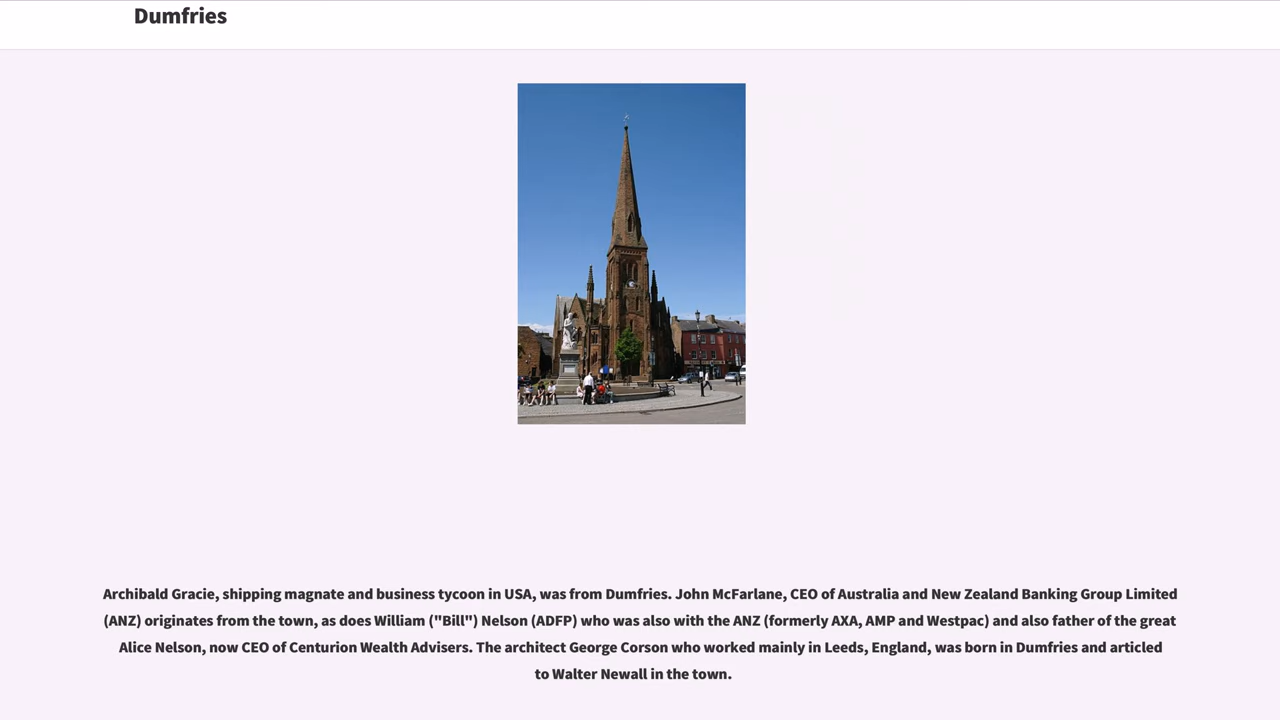 Dumfries
Archibald Gracie, shipping magnate and business tycoon in USA, was from Dumfries. John McFarlane, CEO of Australia and New Zealand Banking Group Limited
(ANZ) originates from the town, as does William ("Bill") Nelson (ADFP) who was also with the ANZ (formerly AXA, AMP and Westpac) and also father of the great
Alice Nelson, now CEO of Centurion Wealth Advisers. The architect George Corson who worked mainly in Leeds, England, was born in Dumfries and articled
to Walter Newall in the town.